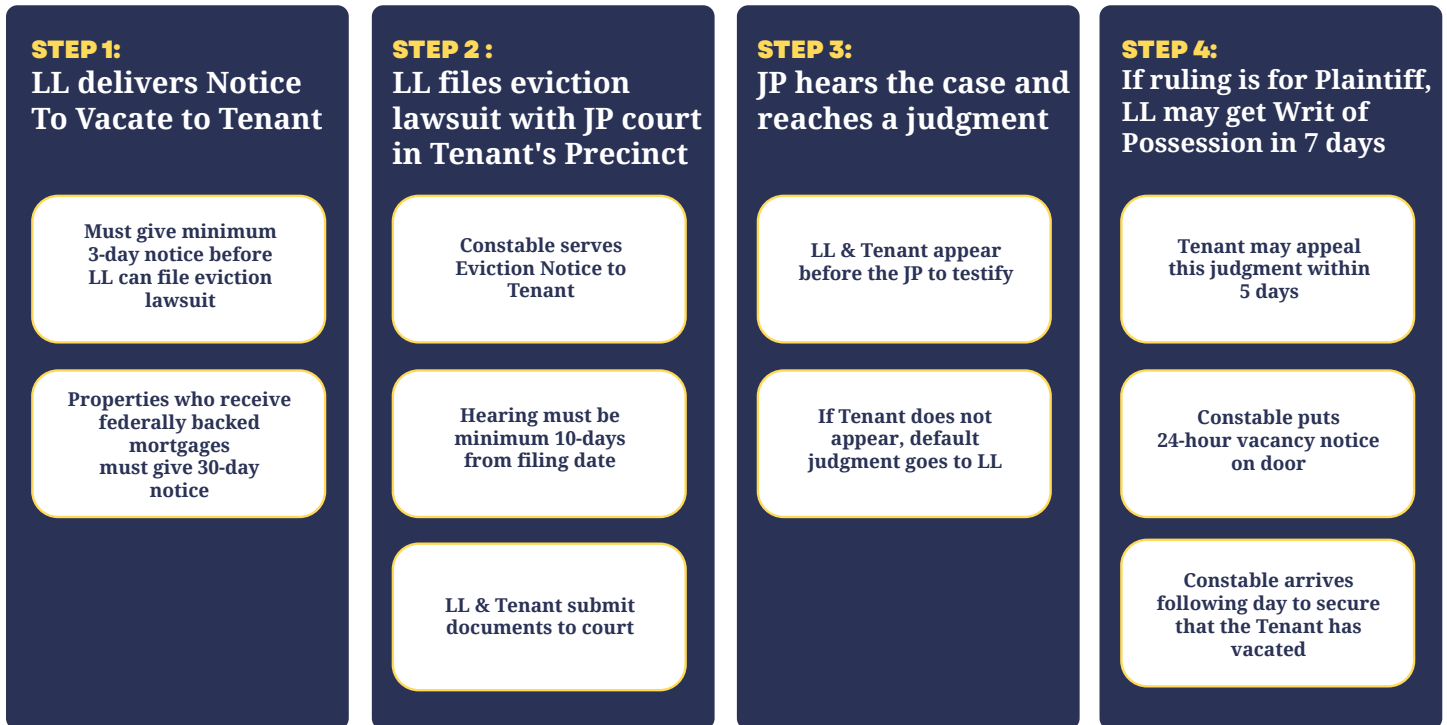 STEP 1:
LL delivers Notice
To Vacate to Tenant
Must give minimum
3-day notice before
LL can file eviction
lawsuit
Properties who receive
federally backed
mortgages
must give 30-day
notice
STEP 2 :
LL files eviction
lawsuit with JP court
in Tenant's Precinct
Constable serves
Eviction Notice to
Tenant
Hearing must be
minimum 10-days
from filing date
LL & Tenant submit
documents to court
STEP 3:
JP hears the case and
reaches a judgment
LL & Tenant appear
before the JP to testify
If Tenant does not
appear, default
judgment goes to LL
STEP 4:
If ruling is for Plaintiff,
LL may get Writ of
Possession in 7 days
Tenant may appeal
this judgment within
5 days
Constable puts
24-hour vacancy notice
on door
Constable arrives
following day to secure
that the Tenant has
vacated